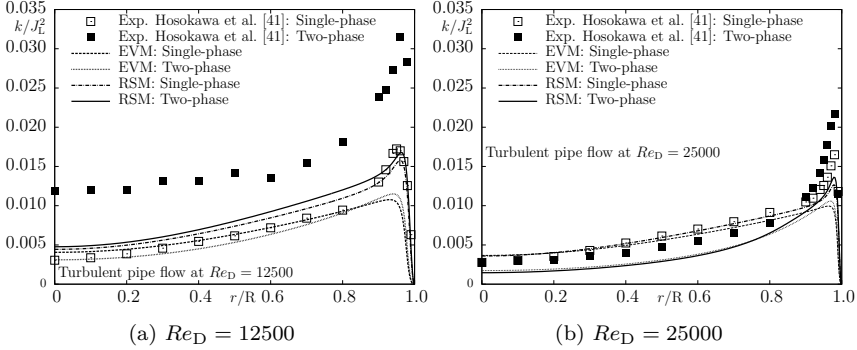 0.035
k/J_L^2
0.030
0.025
0.020
0.015
0.010
0.005
0
Exp. Hosokawa et al. [41]: Single-phase
Exp. Hosokawa et al. [41]: Two-phase
EVM: Single-phase
EVM: Two-phase
RSM: Single-phase
RSM: Two-phase
Turbulent pipe flow at Re_D = 12500
0.0 0.2 0.4 r/R 0.6 0.8 1.0
(a) Re_D = 12500
0.035
k/J_L^2
0.030
0.025
0.020
0.015
0.010
0.005
0
Exp. Hosokawa et al. [41]: Single-phase
Exp. Hosokawa et al. [41]: Two-phase
EVM: Single-phase
EVM: Two-phase
RSM: Single-phase
RSM: Two-phase
Turbulent pipe flow at Re_D = 25000
0.0 0.2 0.4 r/R 0.6 0.8 1.0
(b) Re_D = 25000